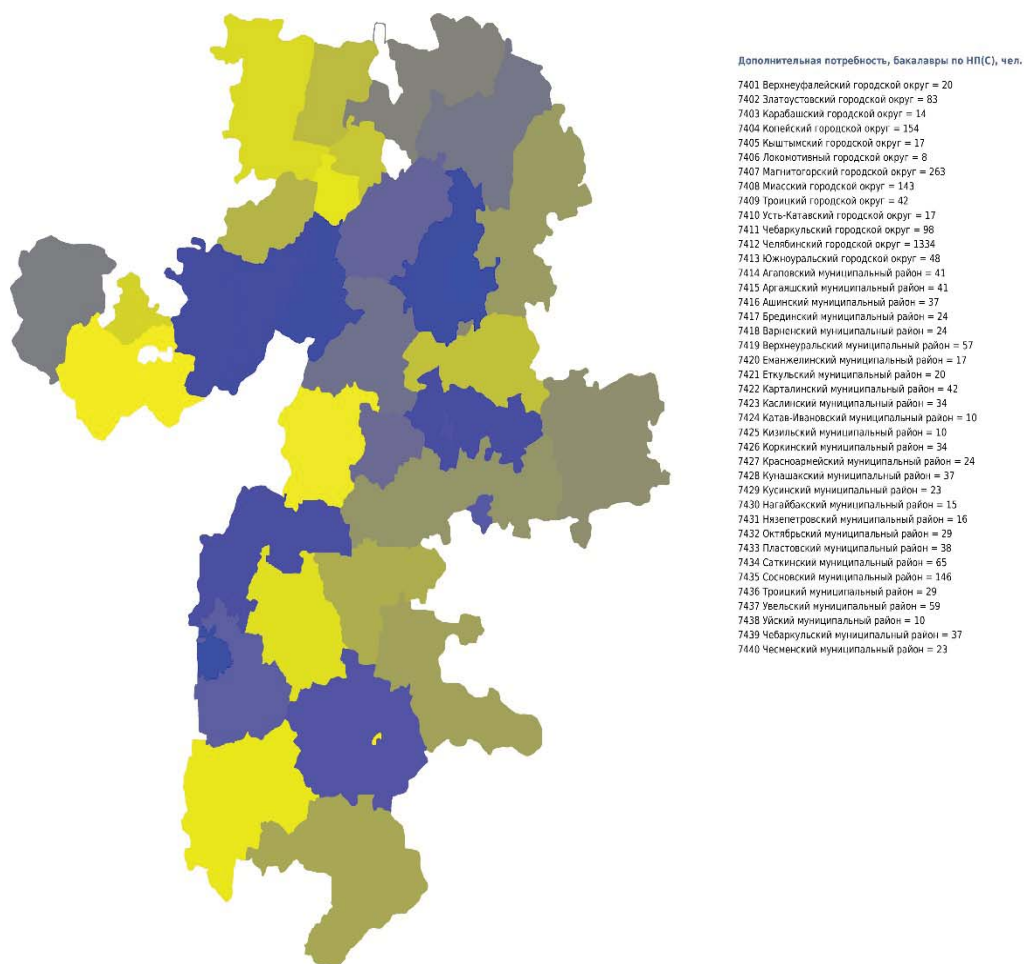 Дополнительная потребность, бакалавры по НП(С), чел.
7401 Верхнеуфалейский городской округ = 20
7402 Златоустовский городской округ = 83
7403 Карабашский городской округ = 14
7404 Копейский городской округ = 154
7405 Кыштымский городской округ = 17
7406 Локомотивный городской округ = 8
7407 Магнитогорский городской округ = 263
7408 Миасский городской округ = 143
7409 Троицкий городской округ = 42
7410 Усть-Катавский городской округ = 17
7411 Чебаркульский городской округ = 98
7412 Челябинский городской округ = 1334
7413 Южноуральский городской округ = 48
7414 Агаповский муниципальный район = 41
7415 Аргаяшский муниципальный район = 41
7416 Ашинский муниципальный район = 37
7417 Брединский муниципальный район = 24
7418 Варненский муниципальный район = 24
7419 Верхнеуральский муниципальный район = 57
7420 Еманжелинский муниципальный район = 17
7421 Еткульский муниципальный район = 20
7422 Карталинский муниципальный район = 42
7423 Каслинский муниципальный район = 34
7424 Катав-Ивановский муниципальный район = 10
7425 Кизильский муниципальный район = 10
7426 Коркинский муниципальный район = 34
7427 Красноармейский муниципальный район = 24
7428 Кунашакский муниципальный район = 37
7429 Кусинский муниципальный район = 23
7430 Нагайбакский муниципальный район = 15
7431 Нязепетровский муниципальный район = 16
7432 Октябрьский муниципальный район = 29
7433 Пластовский муниципальный район = 38
7434 Саткинский муниципальный район = 65
7435 Сосновский муниципальный район = 146
7436 Троицкий муниципальный район = 29
7437 Увельский муниципальный район = 59
7438 Уйский муниципальный район = 10
7439 Чебаркульский муниципальный район = 37
7440 Чесменский муниципальный район = 23